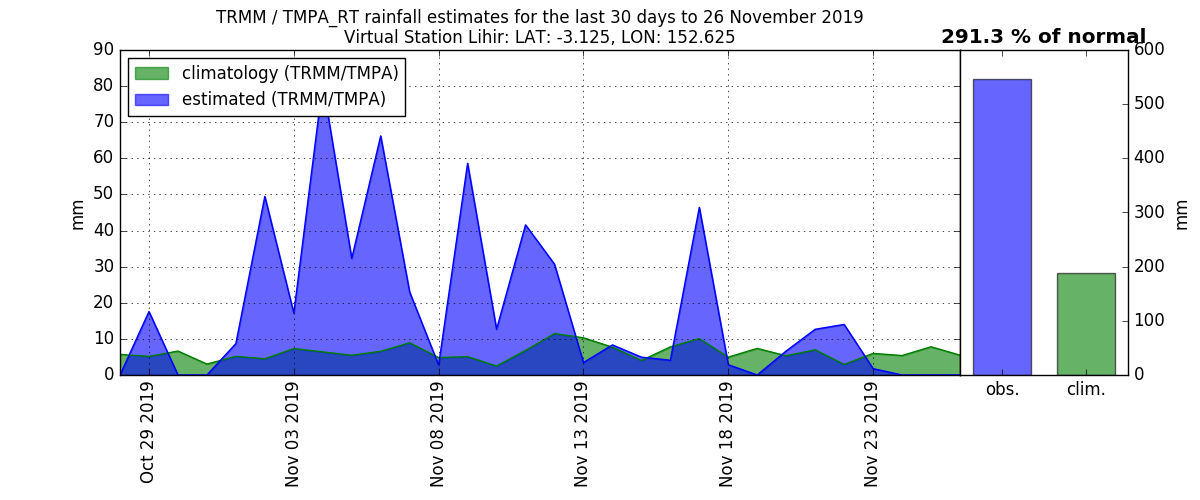 TRMM / TMPA_RT rainfall estimates for the last 30 days to 26 November 2019
Virtual Station Lihir: LAT: -3.125, LON: 152.625
291.3 % of normal
climatology (TRMM/TMPA)
estimated (TRMM/TMPA)
mm
90
80
70
60
50
40
30
20
10
0
Oct 29 2019
Nov 03 2019
Nov 08 2019
Nov 13 2019
Nov 18 2019
Nov 23 2019
obs.
clim.
600
500
400
300
200
100
0
mm